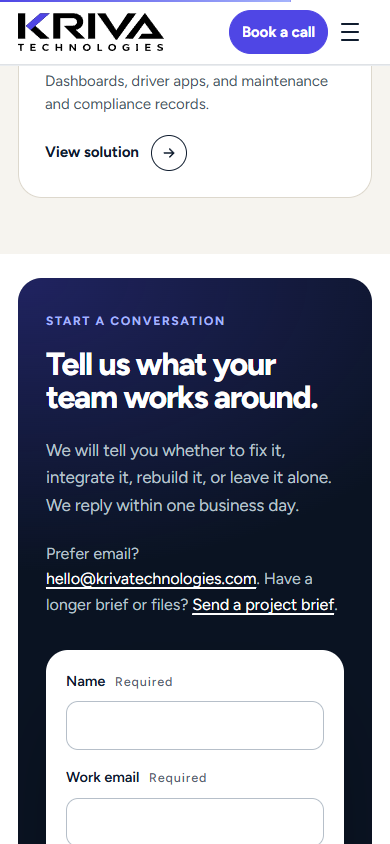 KRIVA
TECHNOLOGIES
Book a call
Dashboards, driver apps, and maintenance
and compliance records.
View solution
START A CONVERSATION
Tell us what your
team works around.
We will tell you whether to fix it,
integrate it, rebuild it, or leave it alone.
We reply within one business day.
Prefer email?
hello@krivatechnologies.com. Have a
longer brief or files? Send a project brief.
Name Required
Work email Required